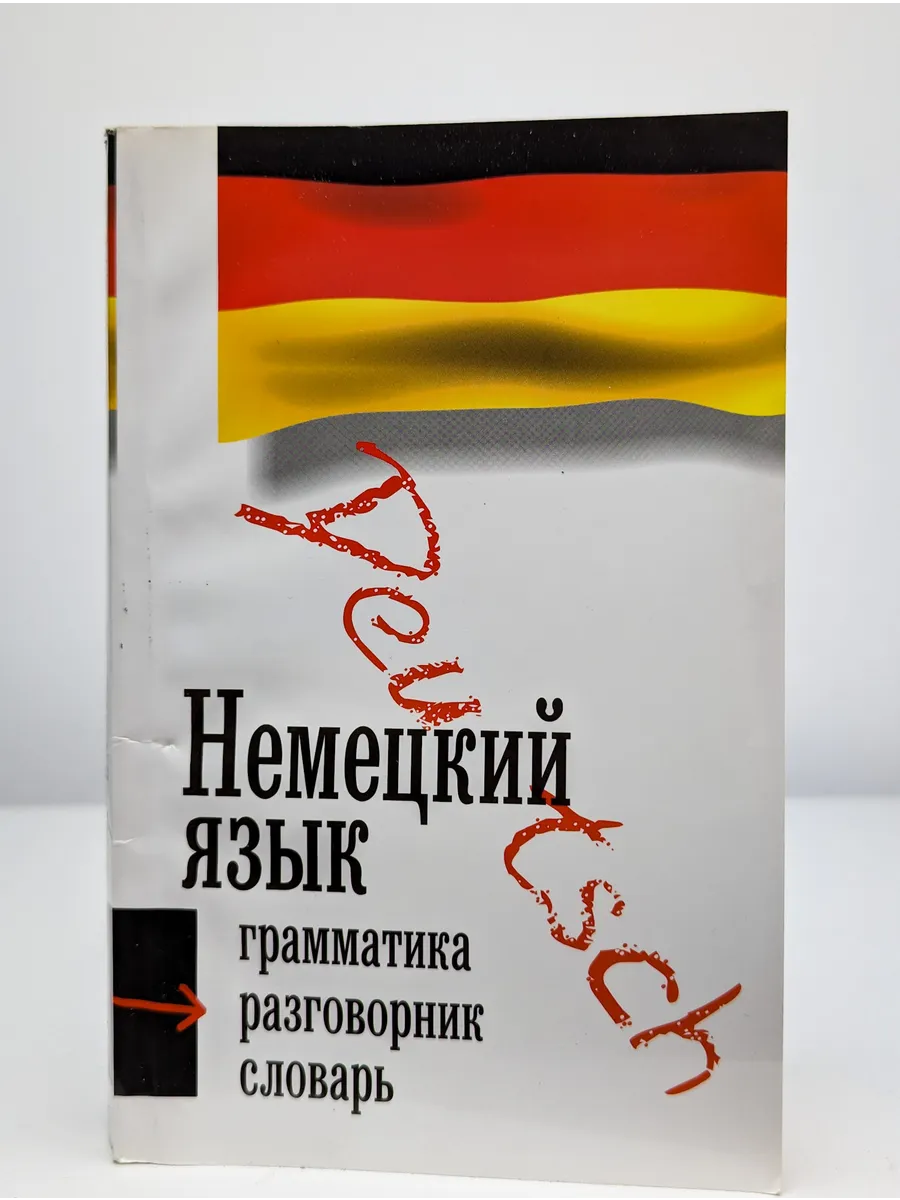 Deutsch
Немецкий
язык
грамматика
разговорник
словарь